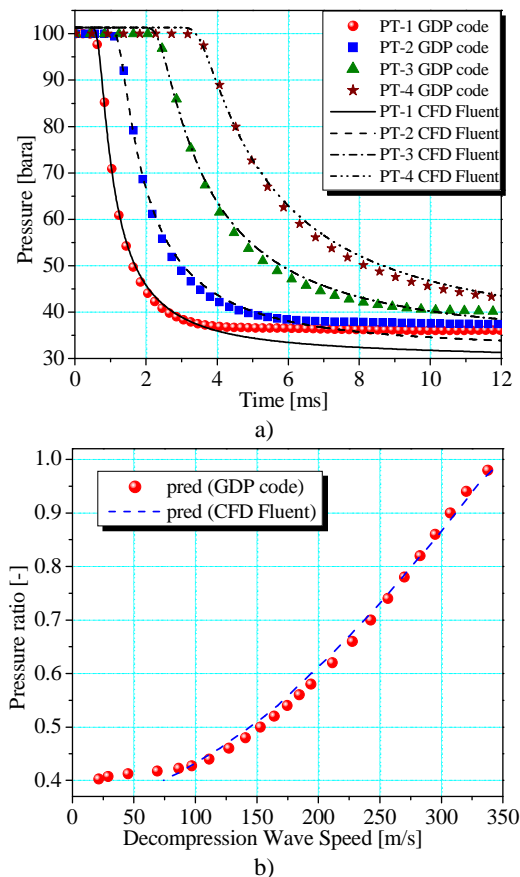 100
90
80
70
60
50
40
30
Pressure [bara]
PT-1 GDP code
PT-2 GDP code
PT-3 GDP code
PT-4 GDP code
PT-1 CFD Fluent
PT-2 CFD Fluent
PT-3 CFD Fluent
PT-4 CFD Fluent
0 2 4 6 8 10 12
Time [ms]
a)
1.0
0.9
0.8
0.7
0.6
0.5
0.4
Pressure ratio [-]
pred (GDP code)
pred (CFD Fluent)
0 50 100 150 200 250 300 350
Decompression Wave Speed [m/s]
b)